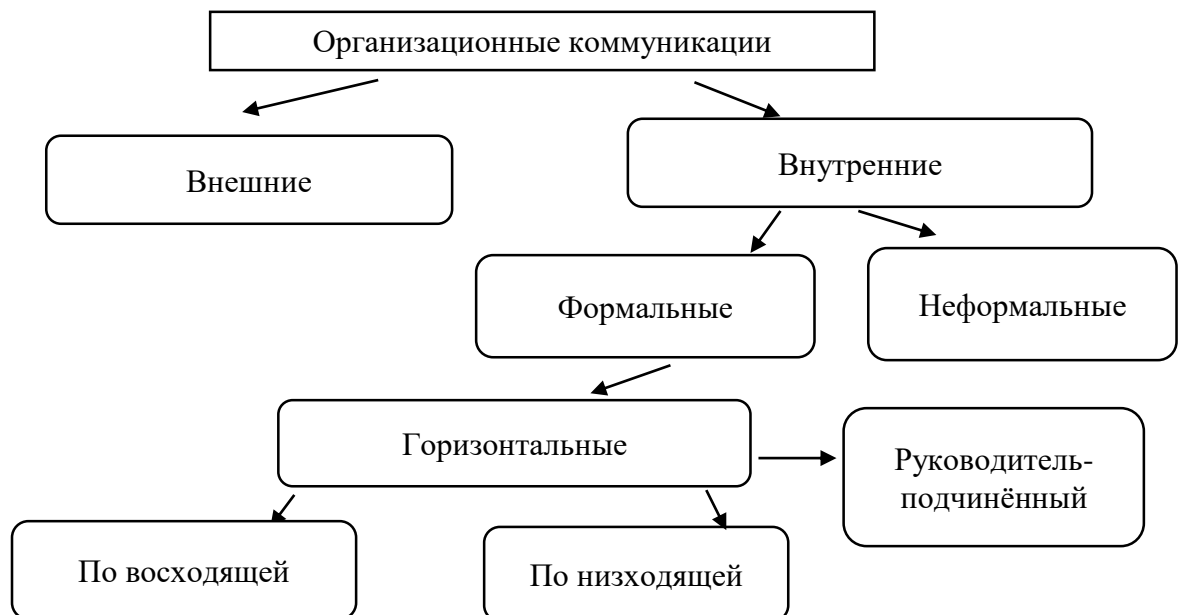 Организационные коммуникации
Внешние
Внутренние
Формальные
Неформальные
Горизонтальные
Руководитель-
подчинённый
По восходящей
По низходящей